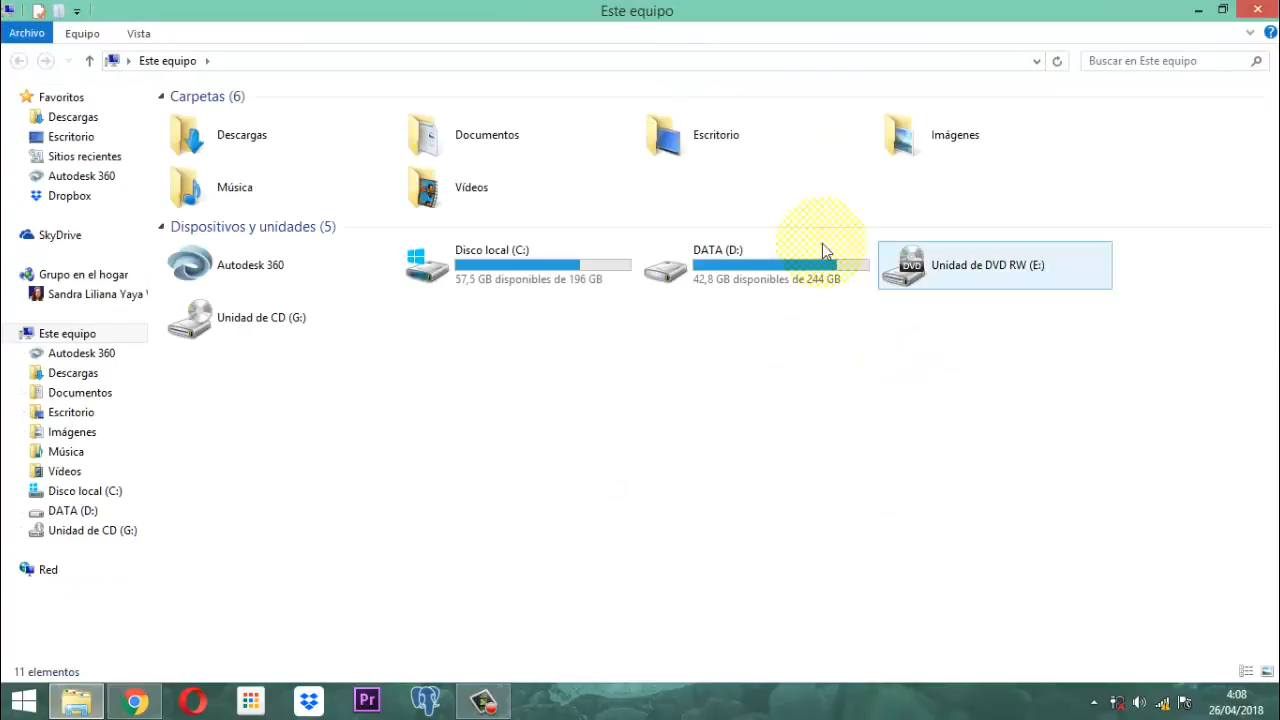 Este equipo
Archivo Equipo Vista
Este equipo
Buscar en Este equipo
Favoritos
Descargas
Escritorio
Sitios recientes
Autodesk 360
Dropbox
SkyDrive
Grupo en el hogar
Sandra Liliana Yaya
Este equipo
Autodesk 360
Descargas
Documentos
Escritorio
Imágenes
Música
Vídeos
Disco local (C:)
DATA (D:)
Unidad de CD (G:)
Red
Carpetas (6)
Descargas
Documentos
Escritorio
Imágenes
Música
Vídeos
Dispositivos y unidades (5)
Autodesk 360
Disco local (C:)
57,5 GB disponibles de 196 GB
DATA (D:)
42,8 GB disponibles de 244 GB
DVD
Unidad de DVD RW (E:)
Unidad de CD (G:)
11 elementos
Pr
4:08
26/04/2018